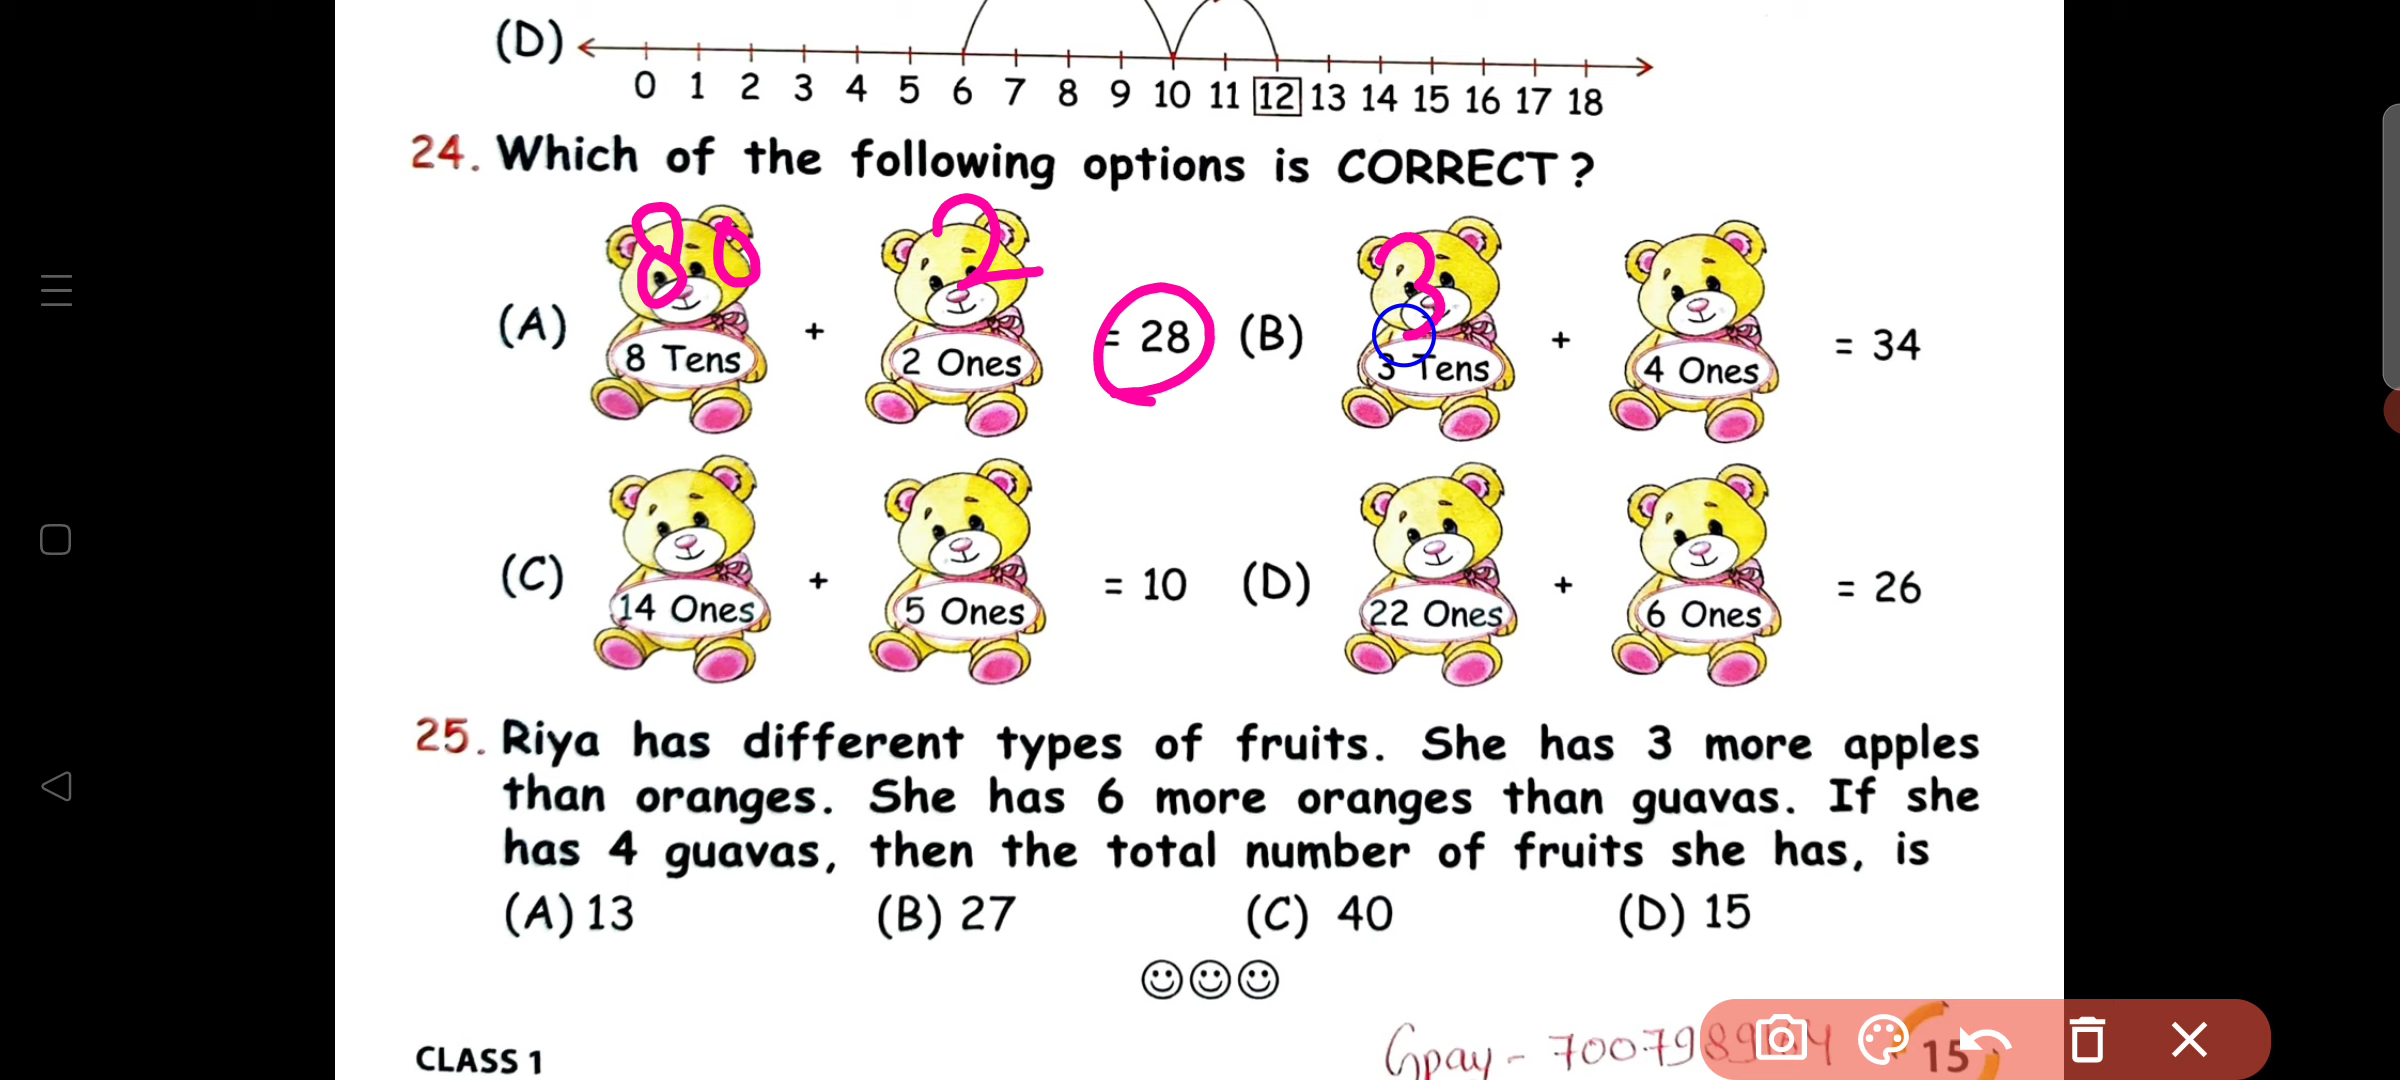 (D)
0 1 2 3 4 5 6 7 8 9 10 11 12 13 14 15 16 17 18
24. Which of the following options is CORRECT?
8 0 2 3
(A) 8 Tens + 2 Ones = 28 (B) 3 Tens + 4 Ones = 34
(C) 14 Ones + 5 Ones = 10 (D) 22 Ones + 6 Ones = 26
25. Riya has different types of fruits. She has 3 more apples
than oranges. She has 6 more oranges than guavas. If she
has 4 guavas, then the total number of fruits she has, is
(A) 13 (B) 27 (C) 40 (D) 15
CLASS 1
Gpay - 15